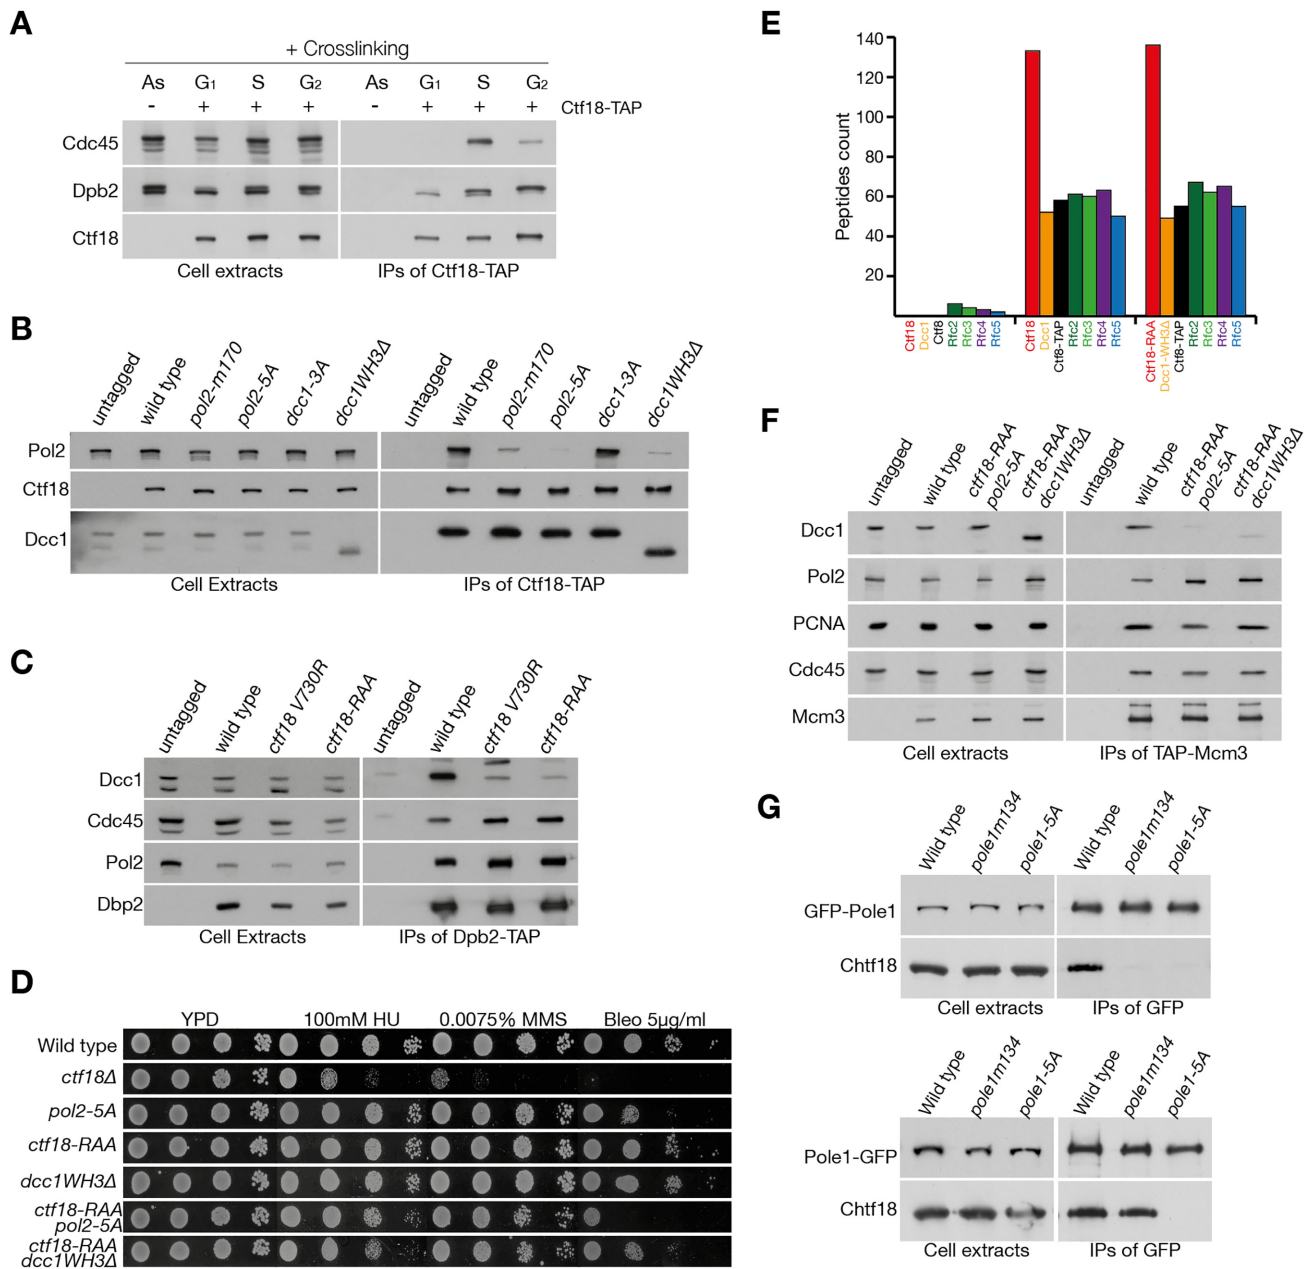 A
+ Crosslinking
As G1 S G2 As G1 S G2
- + + + - + + + Ctf18-TAP
Cdc45
Dpb2
Ctf18
Cell extracts IPs of Ctf18-TAP
B
untagged wild type pol2-m170 pol2-5A dcc1-3A dcc1WH3Δ untagged wild type pol2-m170 pol2-5A dcc1-3A dcc1WH3Δ
Pol2
Ctf18
Dcc1
Cell Extracts IPs of Ctf18-TAP
C
untagged wild type ctf18 V730R ctf18-RAA untagged wild type ctf18 V730R ctf18-RAA
Dcc1
Cdc45
Pol2
Dbp2
Cell Extracts IPs of Dpb2-TAP
D
YPD 100mM HU 0.0075% MMS Bleo 5µg/ml
Wild type
ctf18Δ
pol2-5A
ctf18-RAA
dcc1WH3Δ
ctf18-RAA
pol2-5A
ctf18-RAA
dcc1WH3Δ
E
Peptides count
140
120
100
80
60
40
20
Ctf18 Dcc1 Ctf8 Rfc2 Rfc3 Rfc4 Rfc5 Ctf18 Dcc1 Ctf8-TAP Rfc2 Rfc3 Rfc4 Rfc5 Ctf18-RAA Dcc1-WH3Δ Ctf8-TAP Rfc2 Rfc3 Rfc4 Rfc5
F
untagged wild type ctf18-RAA pol2-5A ctf18-RAA dcc1WH3Δ untagged wild type ctf18-RAA pol2-5A ctf18-RAA dcc1WH3Δ
Dcc1
Pol2
PCNA
Cdc45
Mcm3
Cell extracts IPs of TAP-Mcm3
G
Wild type pole1m134 pole1-5A Wild type pole1m134 pole1-5A
GFP-Pole1
Chtf18
Cell extracts IPs of GFP
Wild type pole1m134 pole1-5A Wild type pole1m134 pole1-5A
Pole1-GFP
Chtf18
Cell extracts IPs of GFP